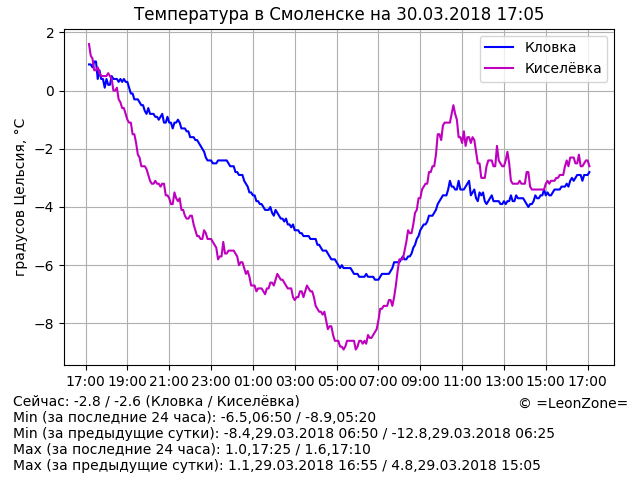 Температура в Смоленске на 30.03.2018 17:05
градусов Цельсия, °C
2
0
−2
−4
−6
−8
Кловка
Киселёвка
17:00 19:00 21:00 23:00 01:00 03:00 05:00 07:00 09:00 11:00 13:00 15:00 17:00
Сейчас: -2.8 / -2.6 (Кловка / Киселёвка)
© =LeonZone=
Min (за последние 24 часа): -6.5,06:50 / -8.9,05:20
Min (за предыдущие сутки): -8.4,29.03.2018 06:50 / -12.8,29.03.2018 06:25
Max (за последние 24 часа): 1.0,17:25 / 1.6,17:10
Max (за предыдущие сутки): 1.1,29.03.2018 16:55 / 4.8,29.03.2018 15:05